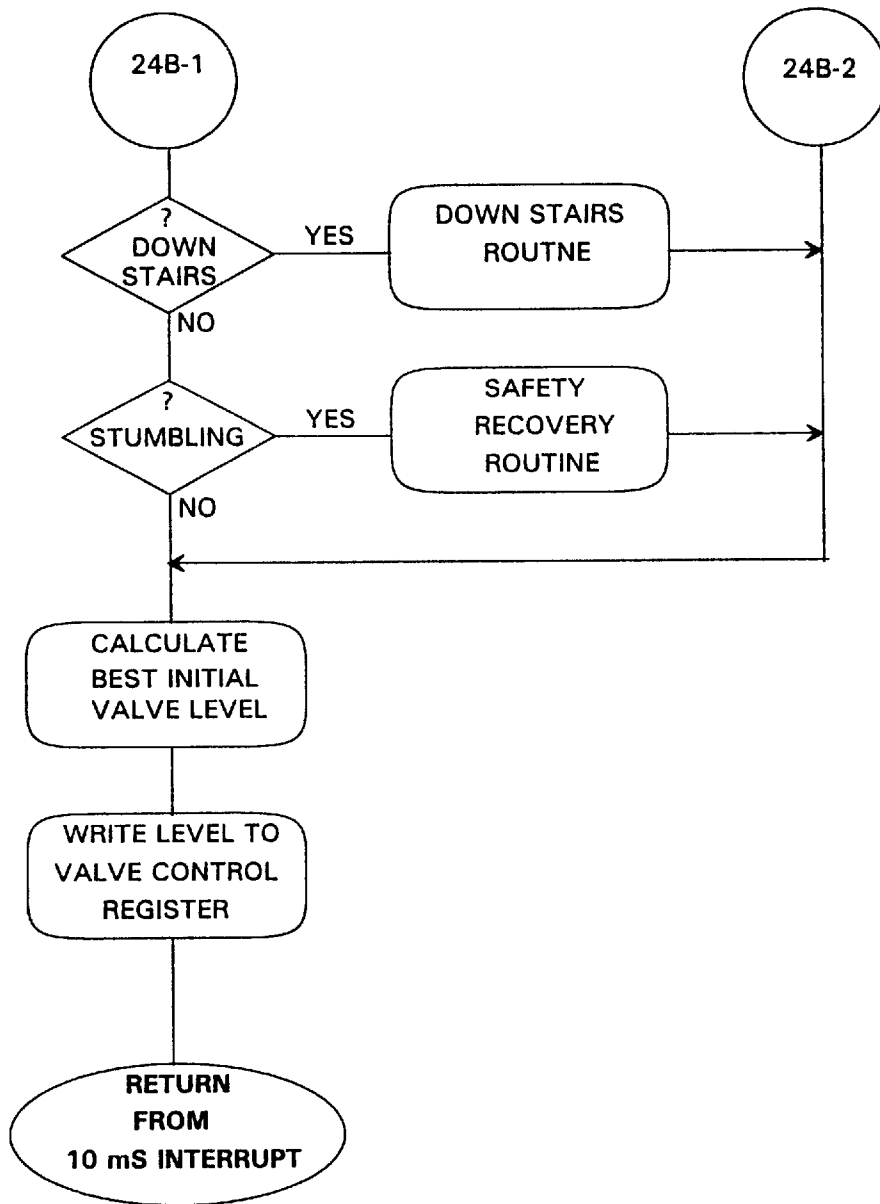 24B-1
24B-2
?
DOWN
STAIRS
YES
DOWN STAIRS
ROUTNE
NO
?
STUMBLING
YES
SAFETY
RECOVERY
ROUTINE
NO
CALCULATE
BEST INITIAL
VALVE LEVEL
WRITE LEVEL TO
VALVE CONTROL
REGISTER
RETURN
FROM
10 mS INTERRUPT